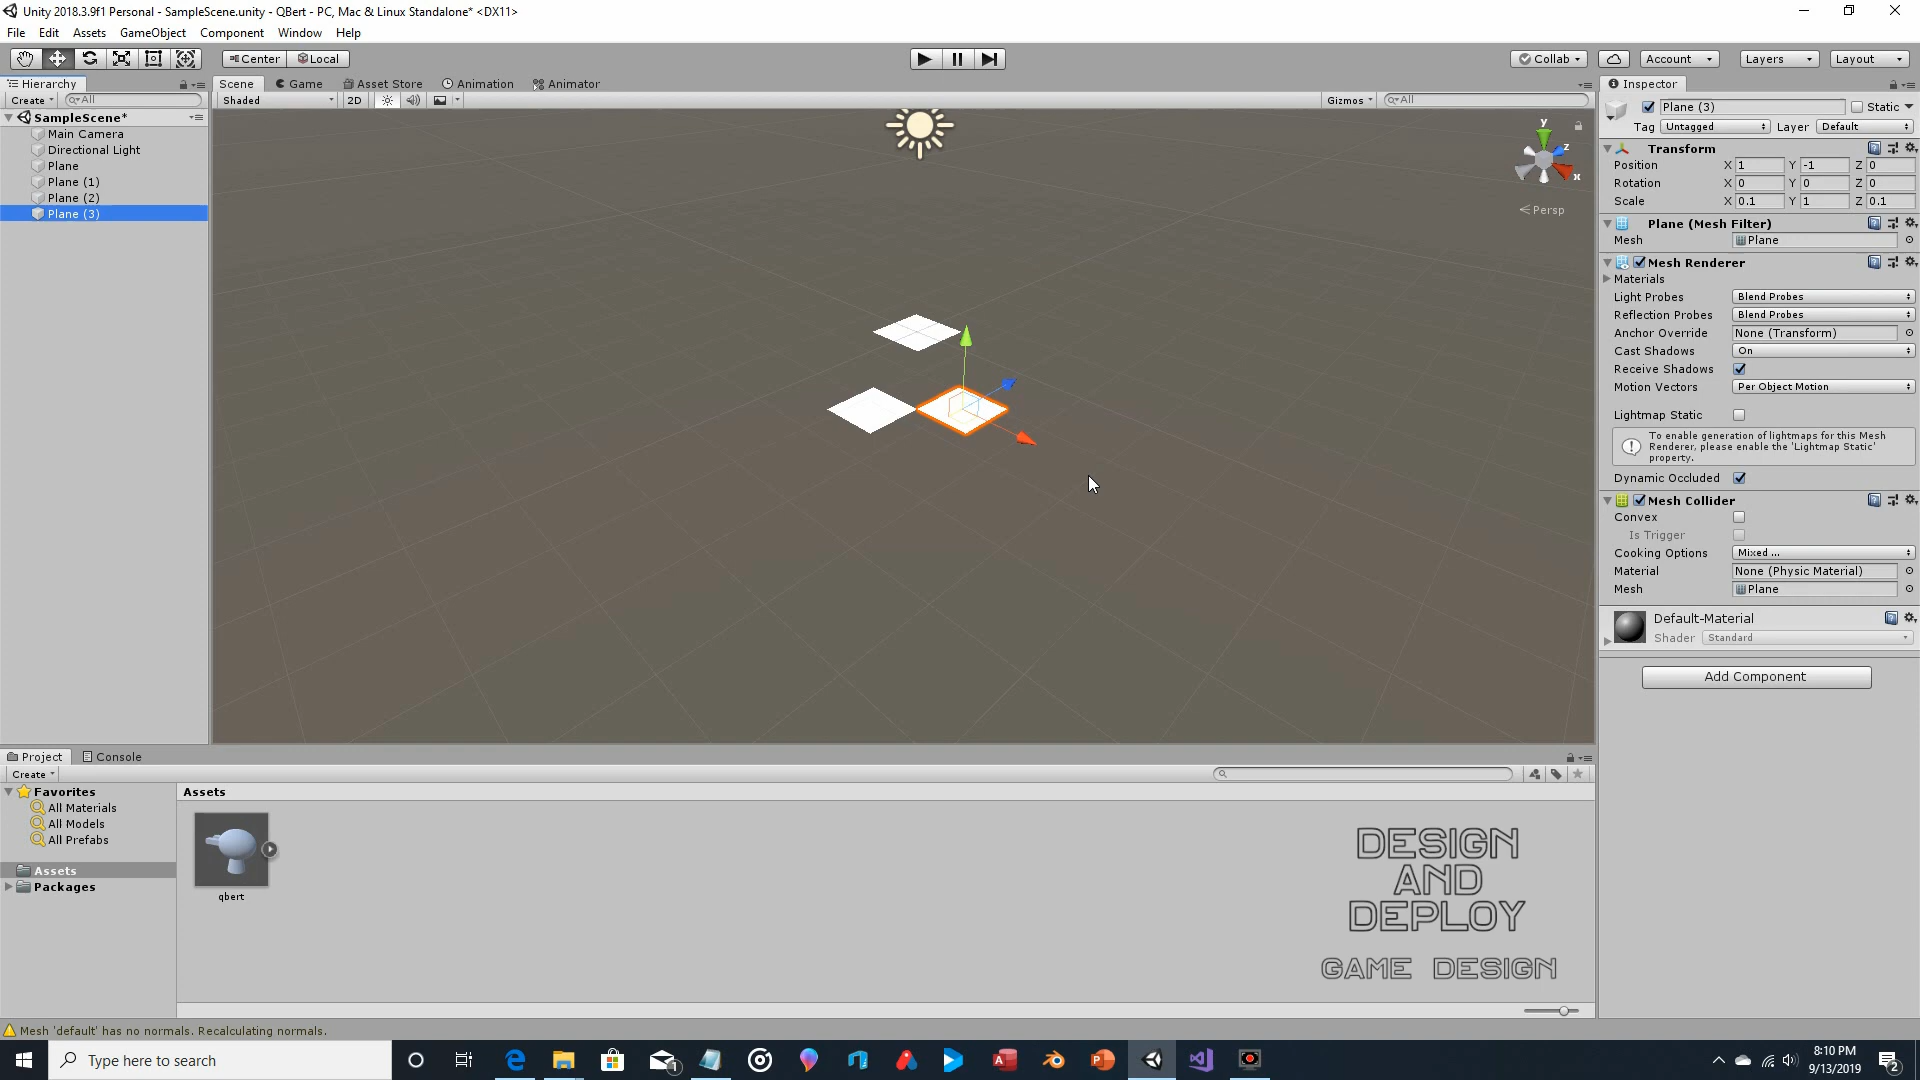 Unity 2018.3.9f1 Personal - SampleScene.unity - QBert - PC, Mac & Linux Standalone* <DX11>
File Edit Assets GameObject Component Window Help
Center Local Collab Account Layers Layout
Hierarchy
Create All
SampleScene*
Main Camera
Directional Light
Plane
Plane (1)
Plane (2)
Plane (3)
Scene Game Asset Store Animation Animator
Shaded 2D Gizmos All
y
z
x
Persp
Inspector
Plane (3) Static
Tag Untagged Layer Default
Transform
Position X 1 Y -1 Z 0
Rotation X 0 Y 0 Z 0
Scale X 0.1 Y 1 Z 0.1
Plane (Mesh Filter)
Mesh Plane
Mesh Renderer
Materials
Light Probes Blend Probes
Reflection Probes Blend Probes
Anchor Override None (Transform)
Cast Shadows On
Receive Shadows
Motion Vectors Per Object Motion
Lightmap Static
To enable generation of lightmaps for this Mesh
Renderer, please enable the 'Lightmap Static'
property.
Dynamic Occluded
Mesh Collider
Convex
Is Trigger
Cooking Options Mixed ...
Material None (Physic Material)
Mesh Plane
Default-Material
Shader Standard
Add Component
Project Console
Create
Favorites
All Materials
All Models
All Prefabs
Assets
Packages
Assets
qbert
DESIGN
AND
DEPLOY
GAME DESIGN
Mesh 'default' has no normals. Recalculating normals.
Type here to search
1
8:10 PM
9/13/2019
2